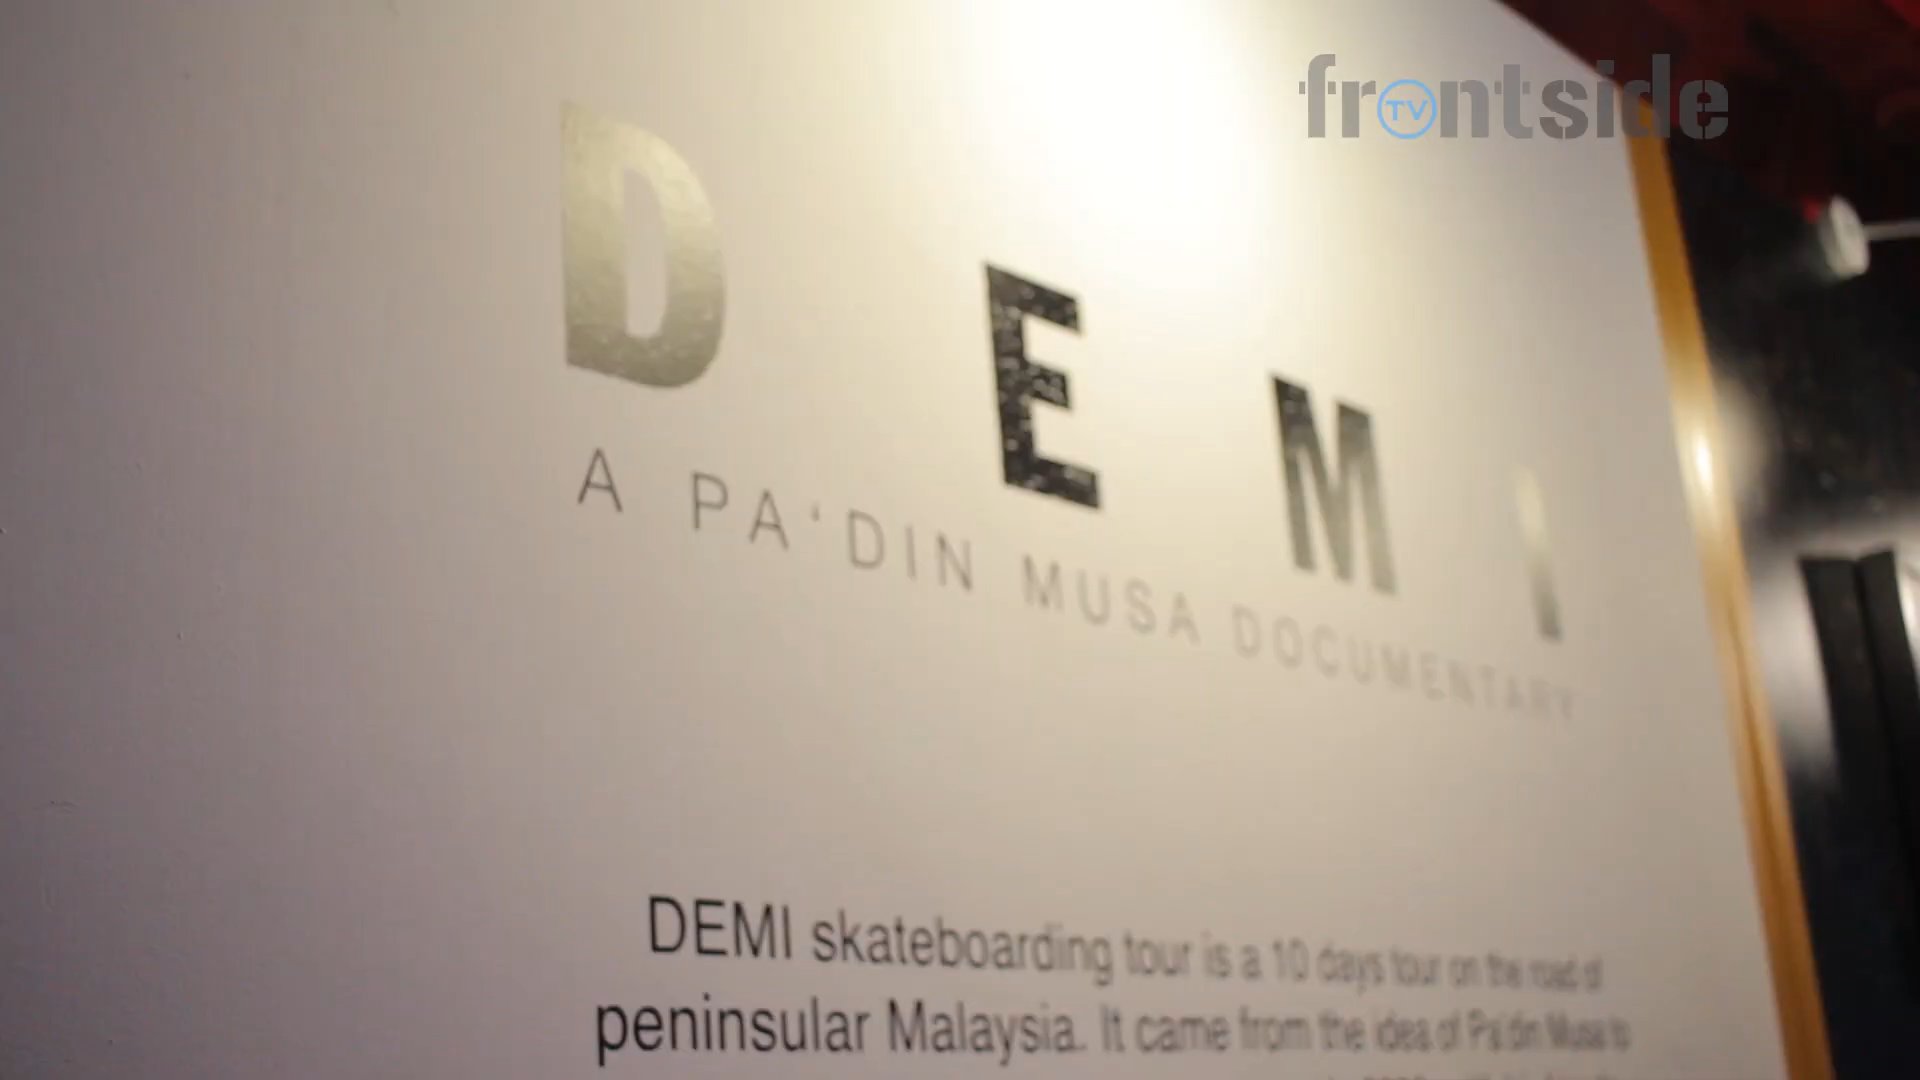 frontside
TV
DEMI
A PA‘DIN MUSA DOCUMENTARY
DEMI skateboarding tour is a 10 days tour on the road of
peninsular Malaysia. It came from the idea of Pa'din Musa to